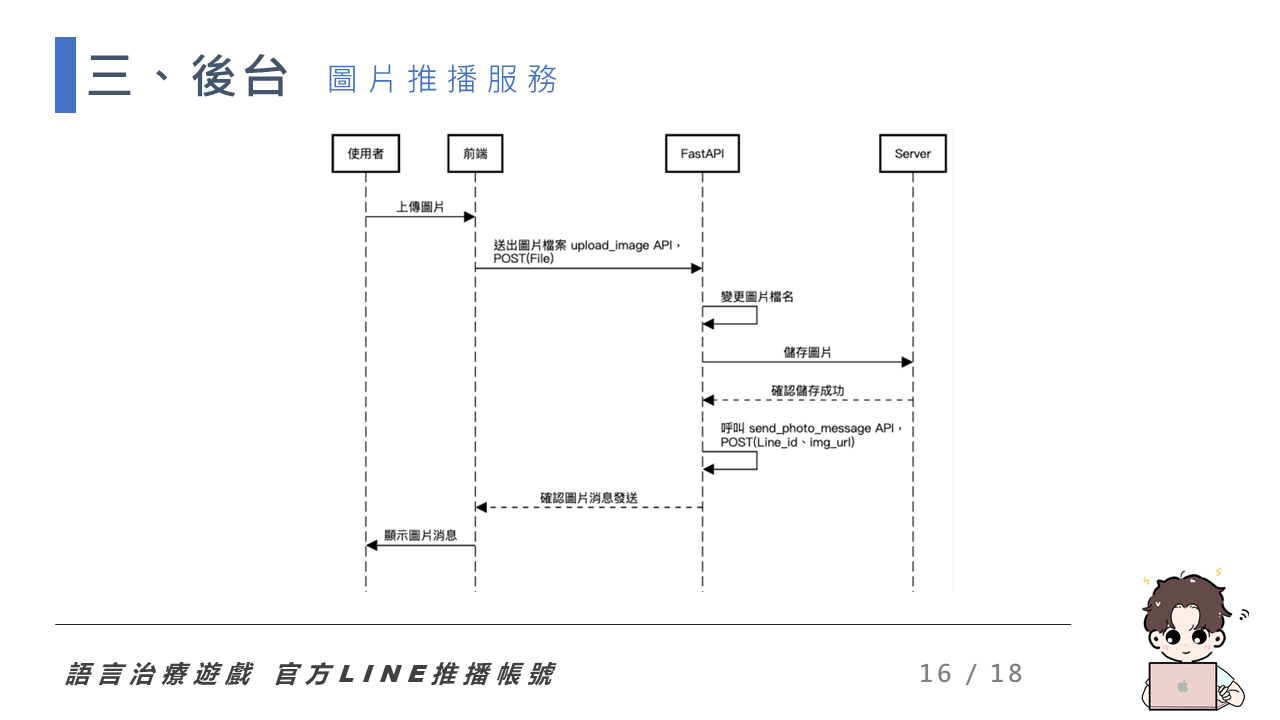 三、後台 圖片推播服務
使用者 前端 FastAPI Server
上傳圖片
送出圖片檔案 upload_image API，
POST(File)
變更圖片檔名
儲存圖片
確認儲存成功
呼叫 send_photo_message API，
POST(Line_id、img_url)
確認圖片消息發送
顯示圖片消息
語言治療遊戲 官方LINE推播帳號
16 / 18